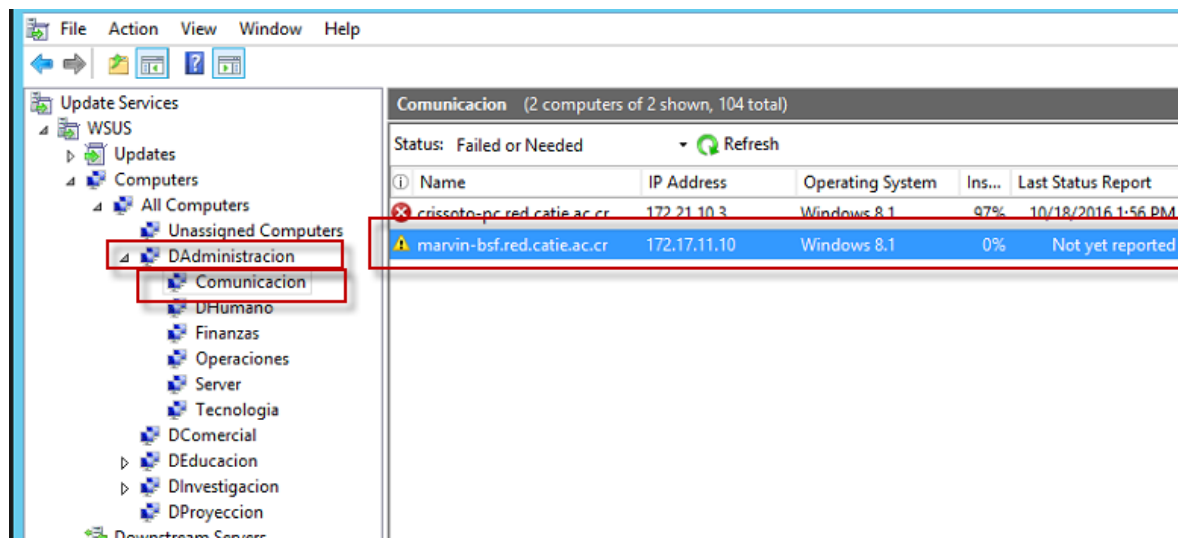 File Action View Window Help
Update Services
WSUS
Updates
Computers
All Computers
Unassigned Computers
DAdministracion
Comunicacion
DHumano
Finanzas
Operaciones
Server
Tecnologia
DComercial
DEducacion
DInvestigacion
DProyeccion
Downstream Servers
Comunicacion (2 computers of 2 shown, 104 total)
Status: Failed or Needed Refresh
Name IP Address Operating System Ins... Last Status Report
crissoto-pc.red.catie.ac.cr 172.21.10.3 Windows 8.1 97% 10/18/2016 1:56 PM
marvin-bsf.red.catie.ac.cr 172.17.11.10 Windows 8.1 0% Not yet reported